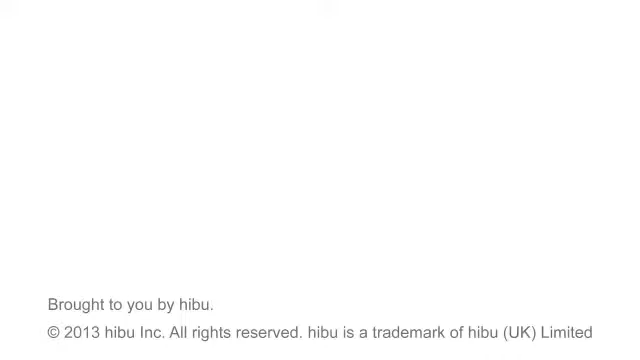 Brought to you by hibu.
© 2013 hibu Inc. All rights reserved. hibu is a trademark of hibu (UK) Limited